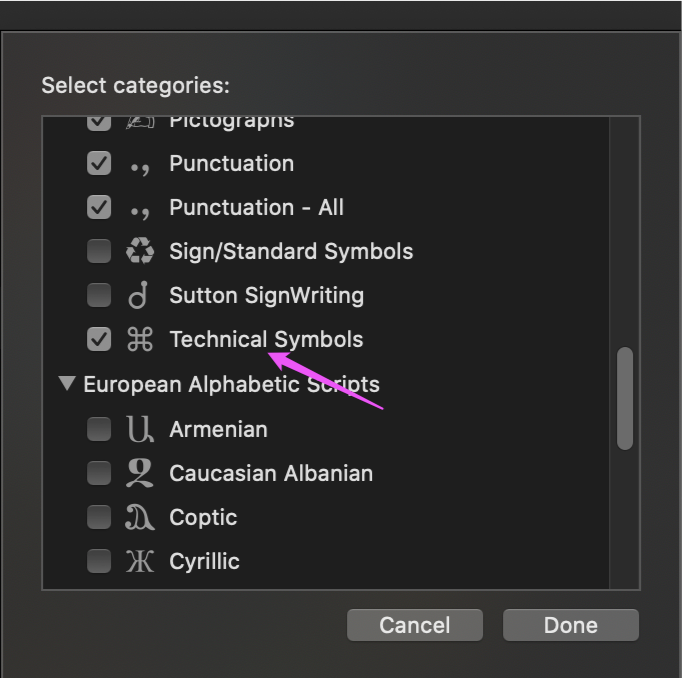 Select categories:
Pictographs
Punctuation
Punctuation - All
Sign/Standard Symbols
Sutton SignWriting
Technical Symbols
European Alphabetic Scripts
Armenian
Caucasian Albanian
Coptic
Cyrillic
Cancel
Done